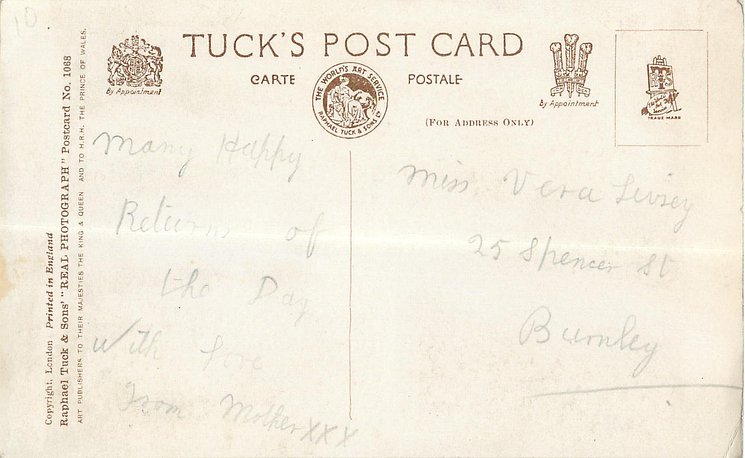 10
TUCK'S POST CARD
CARTE POSTALE
By Appointment
THE WORLD'S ART SERVICE
RAPHAEL TUCK & SONS LD
By Appointment
TRADE MARK
(FOR ADDRESS ONLY)
Many Happy
Returns of
the Day
With love
From Mother XXX
Miss Vera Livsey
25 Spencer St
Burnley
Copyright, London Printed in England
Raphael Tuck & Sons' "REAL PHOTOGRAPH" Postcard No. 1068
ART PUBLISHERS TO THEIR MAJESTIES THE KING & QUEEN AND TO H.R.H. THE PRINCE OF WALES.